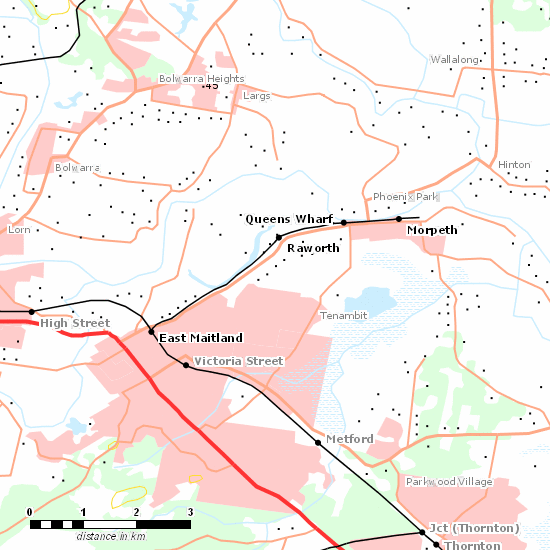 Wallalong
Bolwarra Heights
45
Largs
Hinton
Bolwarra
Phoenix Park
Queens Wharf
Lorn
Morpeth
Raworth
Tenambit
High Street
East Maitland
Victoria Street
Metford
Parkwood Village
0 1 2 3
distance in km
Jct (Thornton)
Thornton